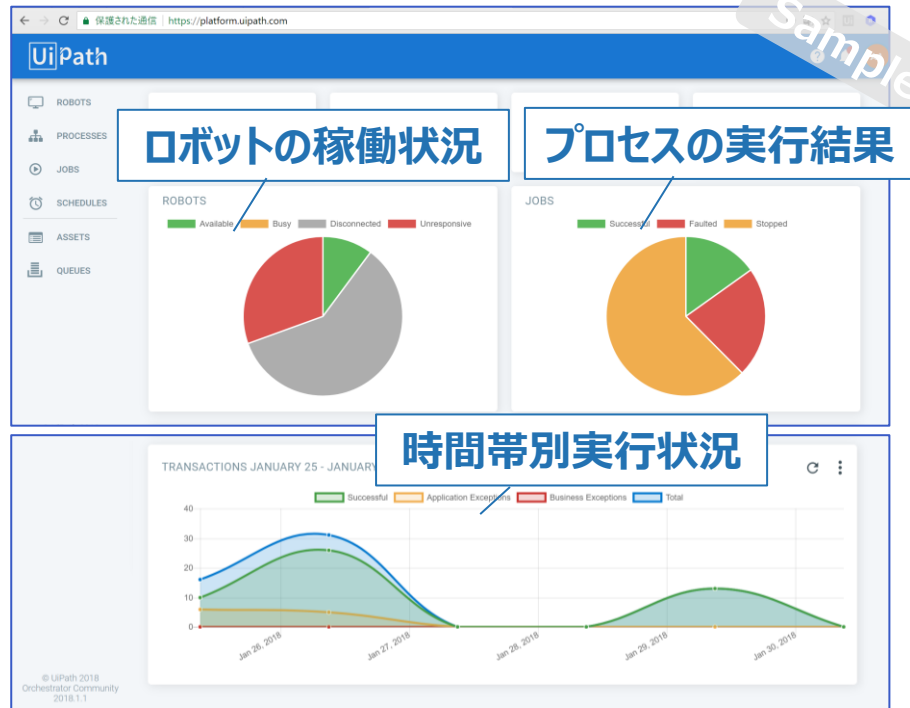 保護された通信 | https://platform.uipath.com
Sample
UiPath
ROBOTS
PROCESSES
JOBS
SCHEDULES
ASSETS
QUEUES
ロボットの稼働状況
プロセスの実行結果
ROBOTS
Available Busy Disconnected Unresponsive
JOBS
Successful Faulted Stopped
時間帯別実行状況
TRANSACTIONS JANUARY 25 - JANUARY
Successful Application Exceptions Business Exceptions Total
40
30
20
10
0
Jan 26, 2018
Jan 27, 2018
Jan 28, 2018
Jan 29, 2018
Jan 30, 2018
© UiPath 2018
Orchestrator Community
2018.1.1